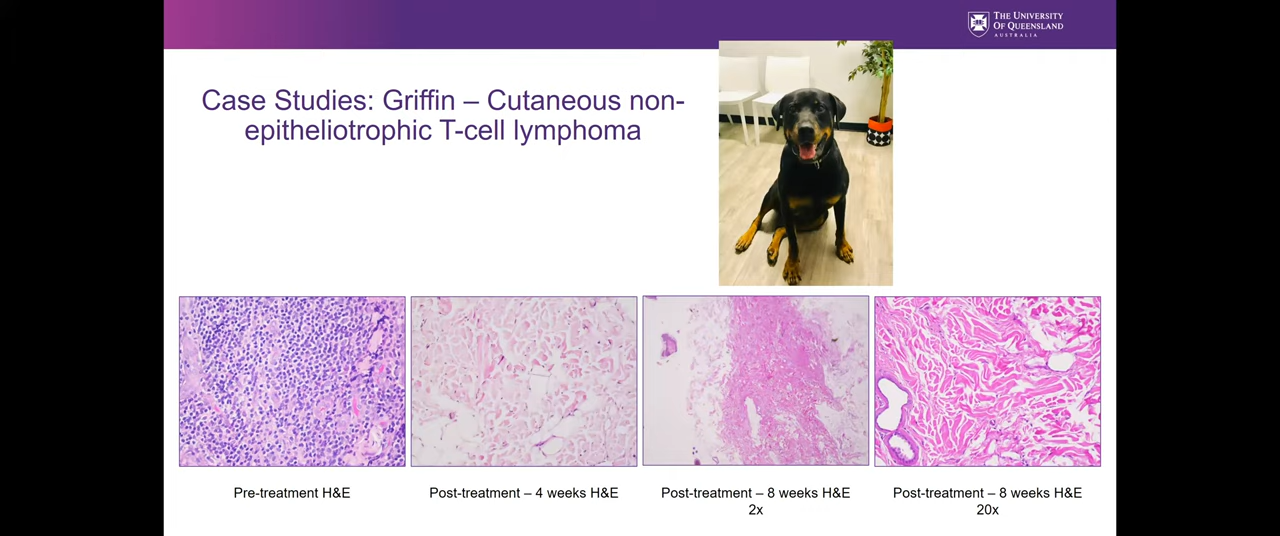 THE UNIVERSITY
OF QUEENSLAND
AUSTRALIA
Case Studies: Griffin – Cutaneous non-
epitheliotrophic T-cell lymphoma
Pre-treatment H&E
Post-treatment – 4 weeks H&E
Post-treatment – 8 weeks H&E
2x
Post-treatment – 8 weeks H&E
20x